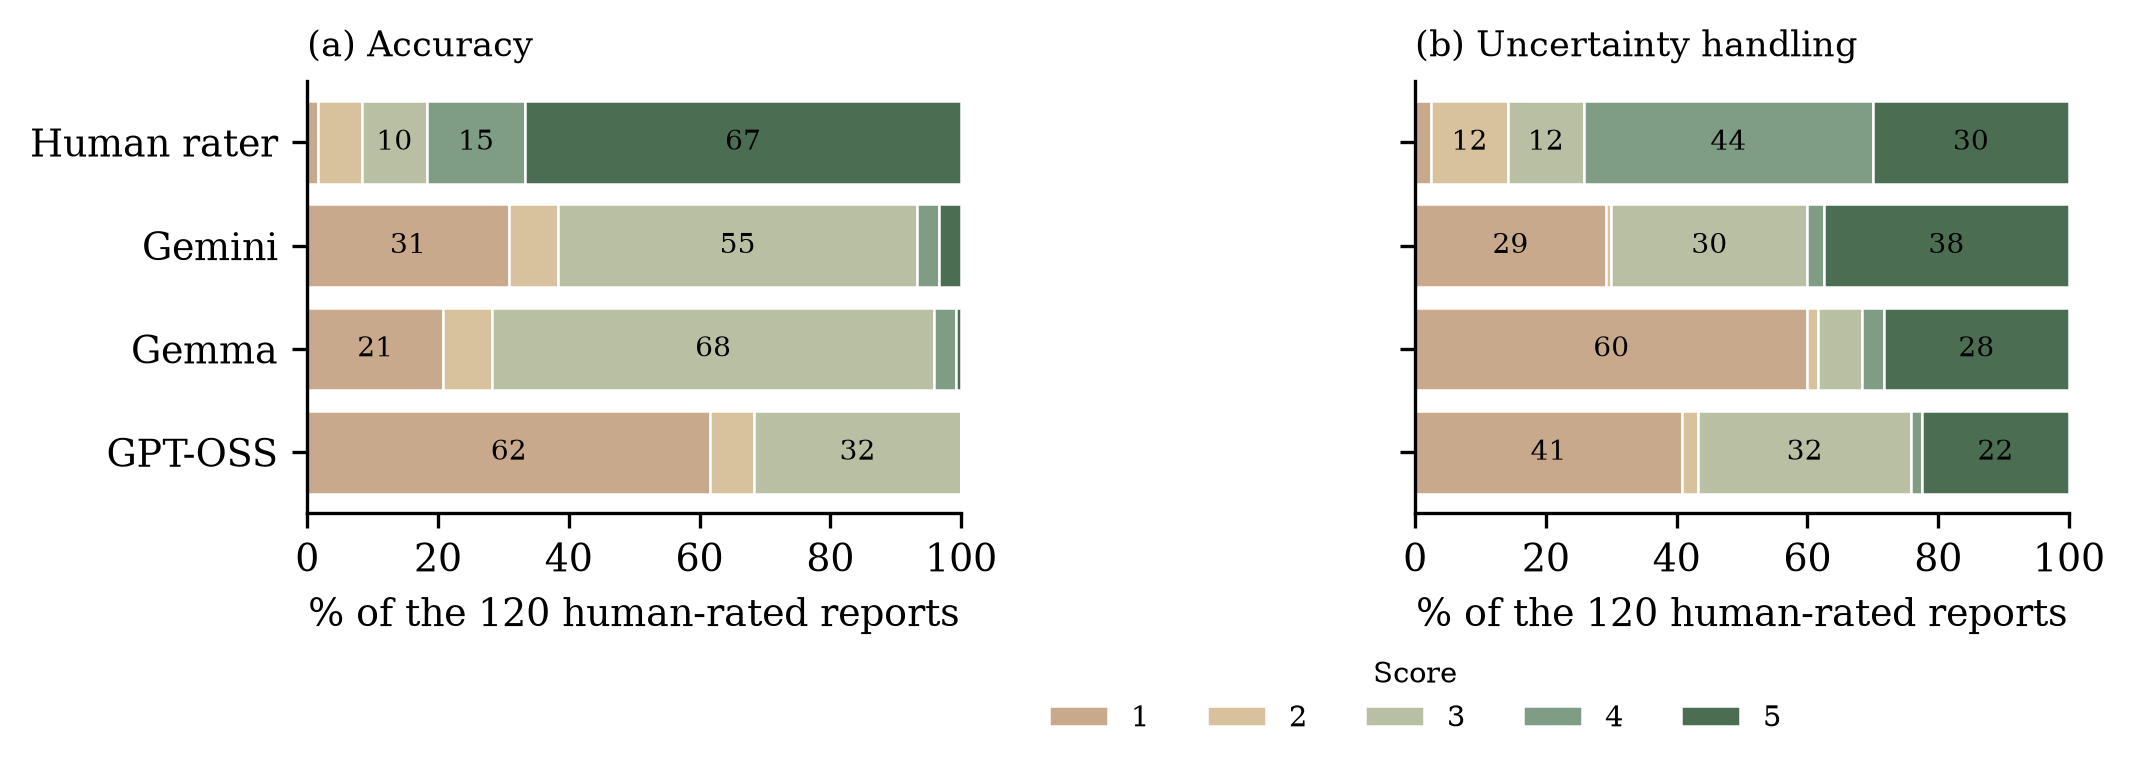 (a) Accuracy
Human rater
10 15 67
Gemini
31 55
Gemma
21 68
GPT-OSS
62 32
0 20 40 60 80 100
% of the 120 human-rated reports
(b) Uncertainty handling
12 12 44 30
29 30 38
60 28
41 32 22
0 20 40 60 80 100
% of the 120 human-rated reports
Score
1 2 3 4 5